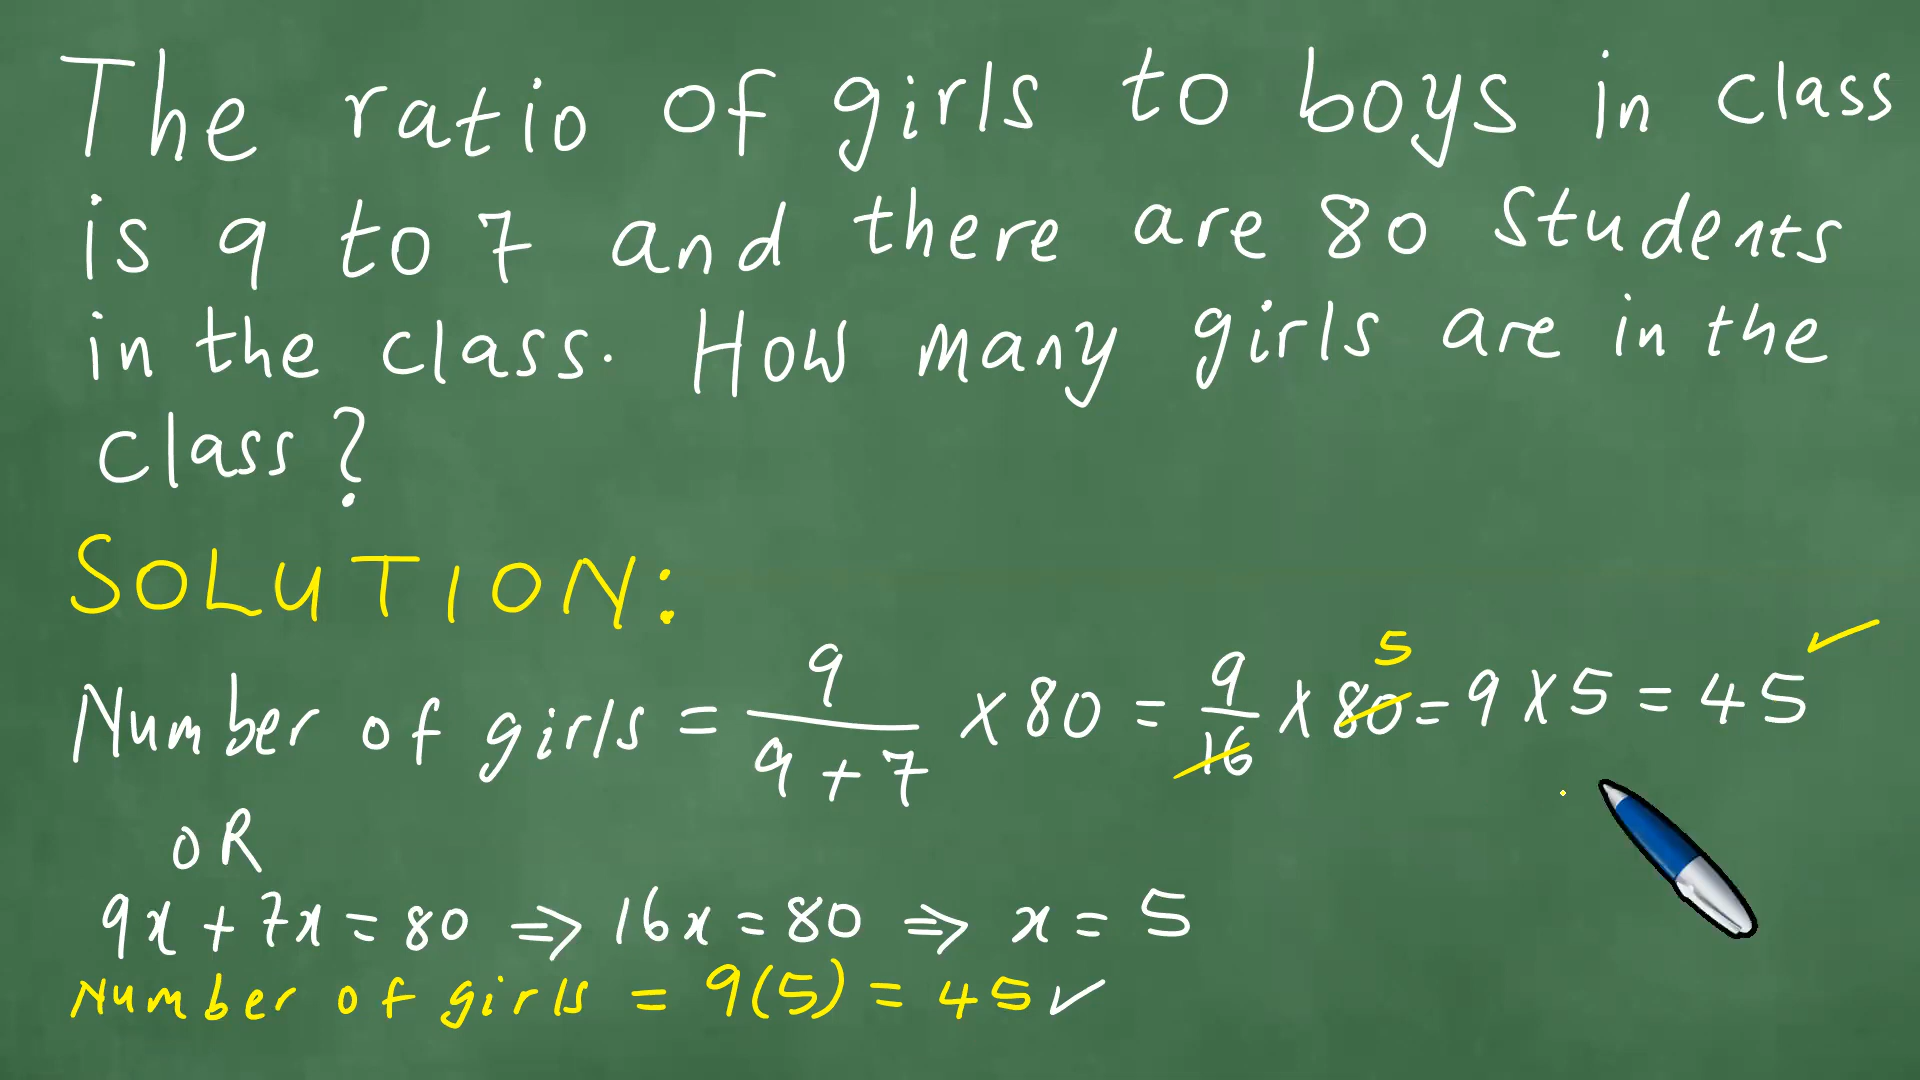 The ratio of girls to boys in class
is 9 to 7 and there are 80 Students
in the class. How many girls are in the
class?
SOLUTION:
Number of girls = 9/(9 + 7) × 80 = 9/16 × 80 = 9 × 5 = 45 ✓
5
OR
9x + 7x = 80 ⇒ 16x = 80 ⇒ x = 5
Number of girls = 9(5) = 45 ✓